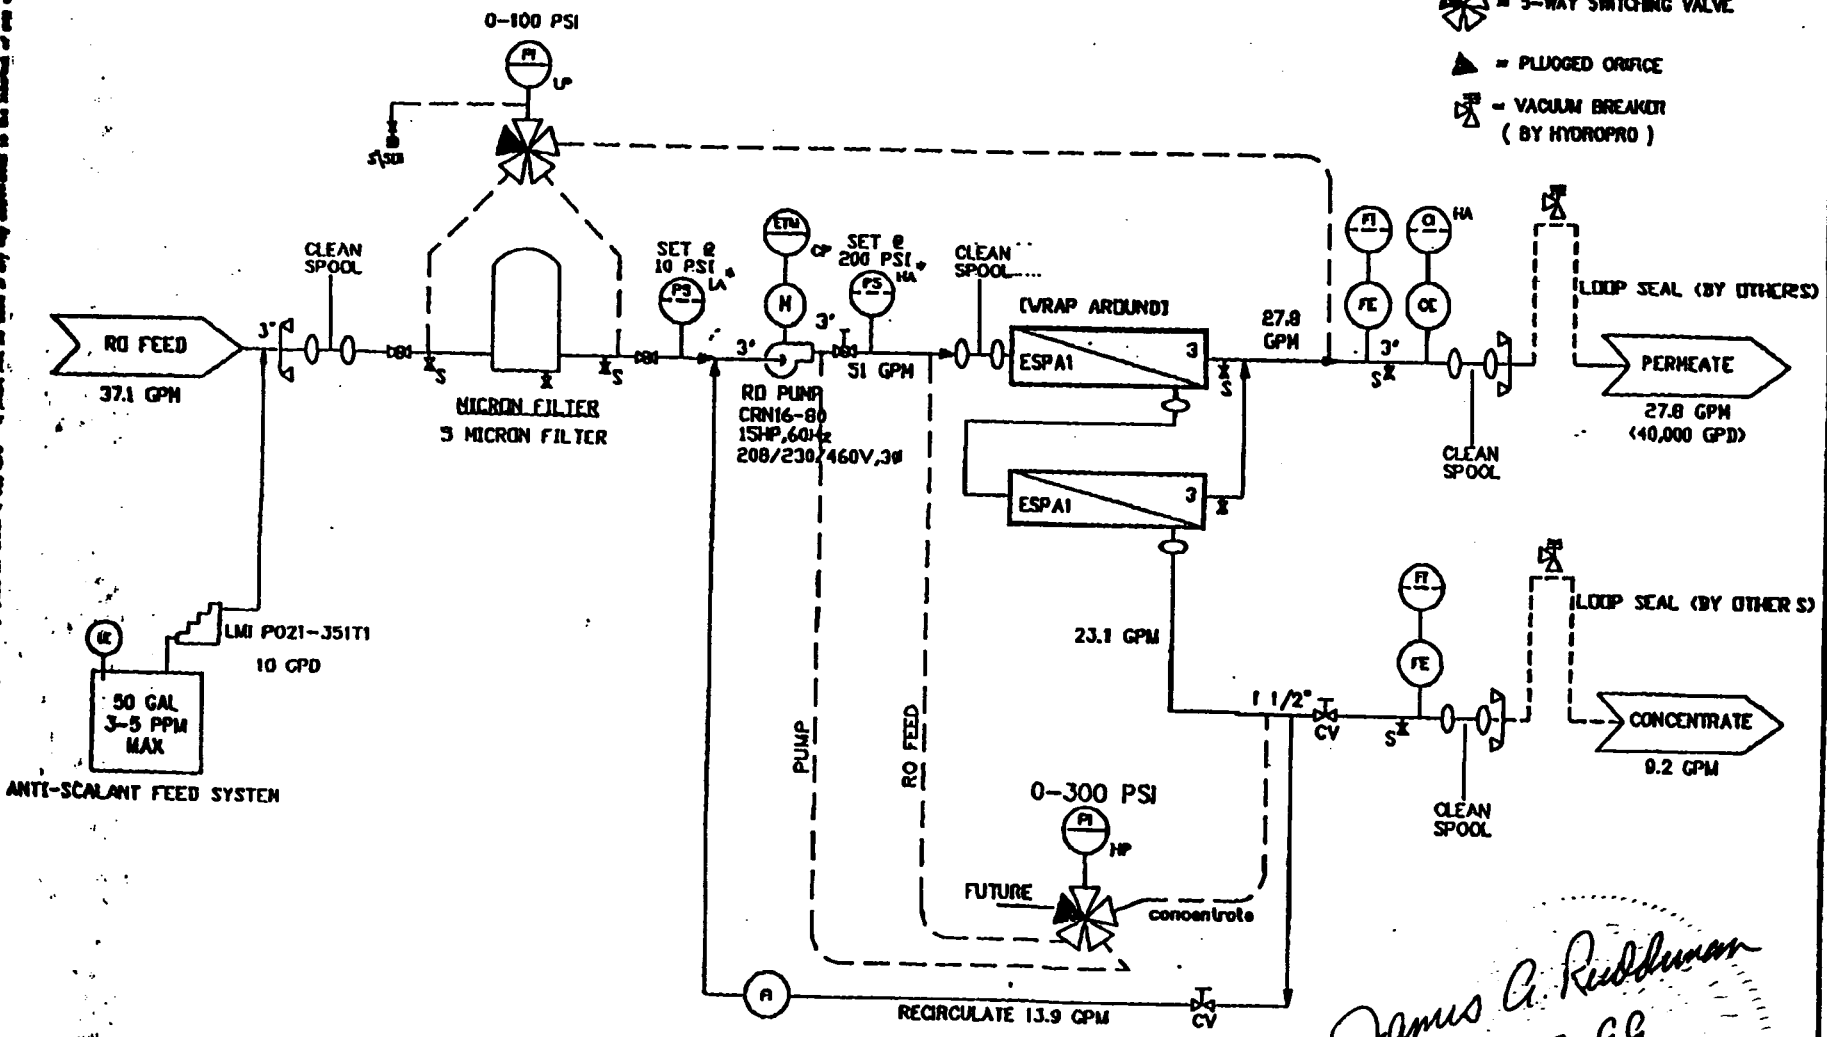 0-100 PSI
PI
LP
= 5-WAY SWITCHING VALVE
= PLUGGED ORIFICE
= VACUUM BREAKER
( BY HYDROPRO )
CLEAN
SPOOL
SET @
10 PSI
PS
LA*
ETM
CP
SET @
200 PSI
PS
HA*
CLEAN
SPOOL
[WRAP AROUND]
FT
CI
HA
LOOP SEAL (BY OTHERS)
RO FEED
37.1 GPM
3"
S
S
MICRON FILTER
5 MICRON FILTER
3"
M
3"
51 GPM
RO PUMP
CRN16-80
15HP,60Hz
208/230/460V,3Ø
ESPA1
3
S
27.8
GPM
FE
CE
3"
S
CLEAN
SPOOL
PERMEATE
27.8 GPM
(40,000 GPD)
ESPA1
3
LMI P021-351T1
10 GPD
50 GAL
3-5 PPM
MAX
ANTI-SCALANT FEED SYSTEM
23.1 GPM
1 1/2"
CV
FT
FE
S
LOOP SEAL (BY OTHERS)
CONCENTRATE
9.2 GPM
CLEAN
SPOOL
PUMP
RO FEED
0-300 PSI
PI
HP
FUTURE
concentrate
A
RECIRCULATE 13.9 GPM
CV
James A. Ruddiman